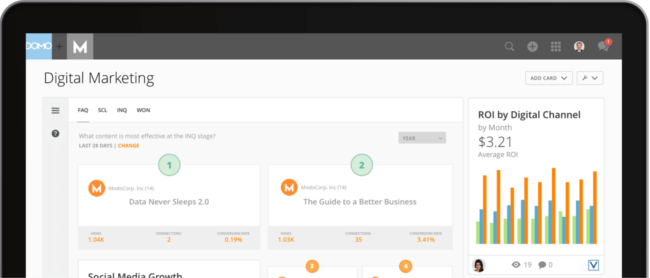 DOMO + M
1
Digital Marketing
ADD CARD
FAQ SCL INQ WON
What content is most effective at the INQ stage?
LAST 28 DAYS | CHANGE
YEAR
1
M ModoCorp. Inc (14)
Data Never Sleeps 2.0
VIEWS CONNECTIONS CONVERSION RATE
1.04K 2 0.19%
2
M ModoCorp. Inc (14)
The Guide to a Better Business
VIEWS CONNECTIONS CONVERSION RATE
1.03K 35 3.41%
Social Media Growth
3
4
ROI by Digital Channel
by Month
$3.21
Average ROI
19 0